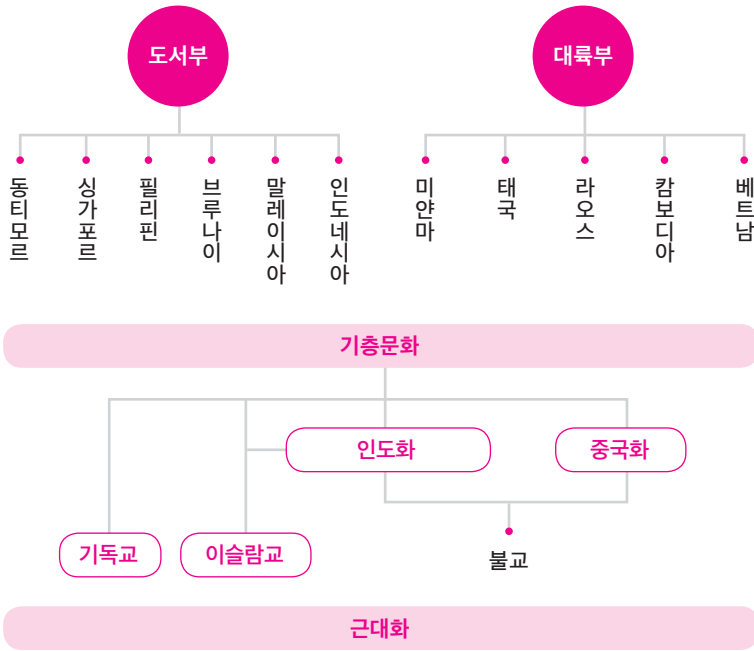 도서부
대륙부
동티모르
싱가포르
필리핀
브루나이
말레이시아
인도네시아
미얀마
태국
라오스
캄보디아
베트남
기층문화
인도화
중국화
기독교
이슬람교
불교
근대화